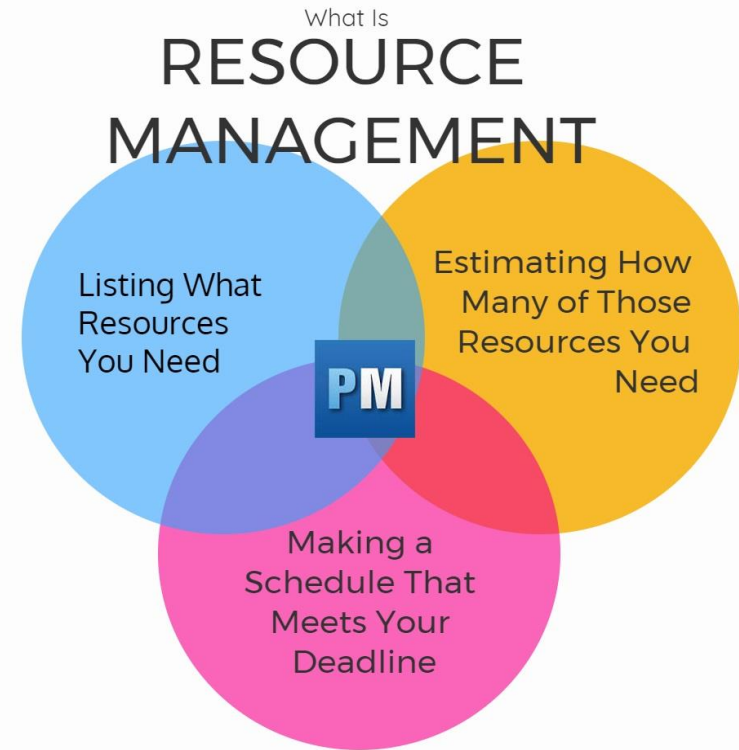 What Is
RESOURCE
MANAGEMENT
Listing What
Resources
You Need
Estimating How
Many of Those
Resources You
Need
PM
Making a
Schedule That
Meets Your
Deadline